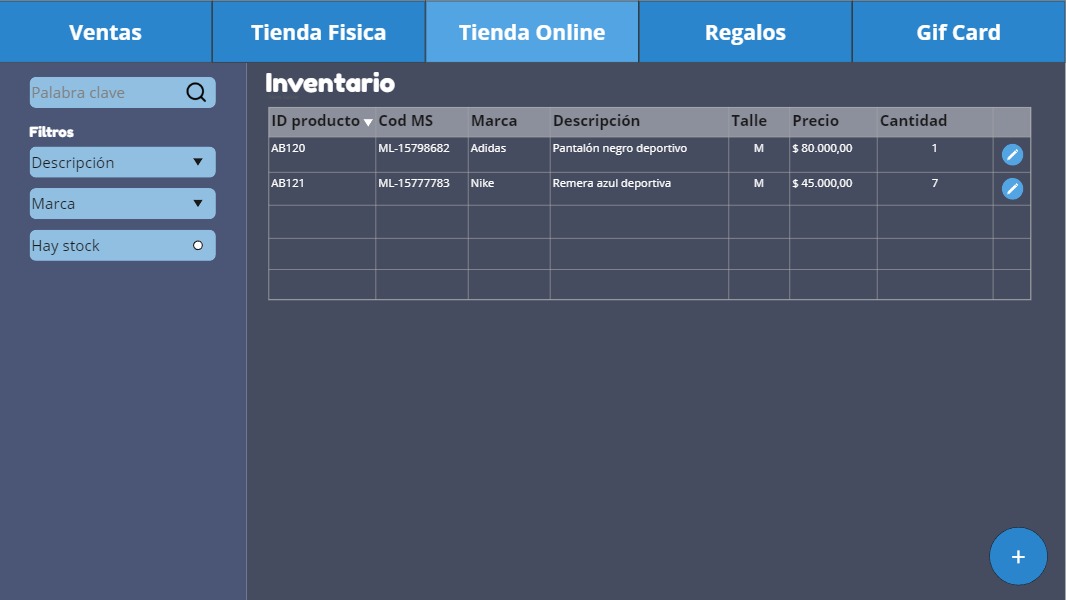 Ventas Tienda Fisica Tienda Online Regalos Gif Card
Palabra clave
Filtros
Descripción
Marca
Hay stock
Inventario
ID producto Cod MS Marca Descripción Talle Precio Cantidad
AB120 ML-15798682 Adidas Pantalón negro deportivo M $ 80.000,00 1
AB121 ML-15777783 Nike Remera azul deportiva M $ 45.000,00 7
+